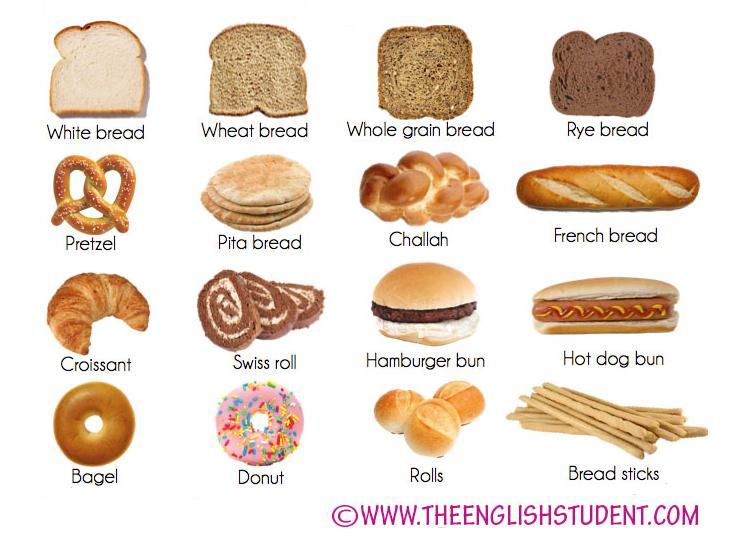 White bread
Wheat bread
Whole grain bread
Rye bread
Pretzel
Pita bread
Challah
French bread
Croissant
Swiss roll
Hamburger bun
Hot dog bun
Bagel
Donut
Rolls
Bread sticks
©WWW.THEENGLISHSTUDENT.COM